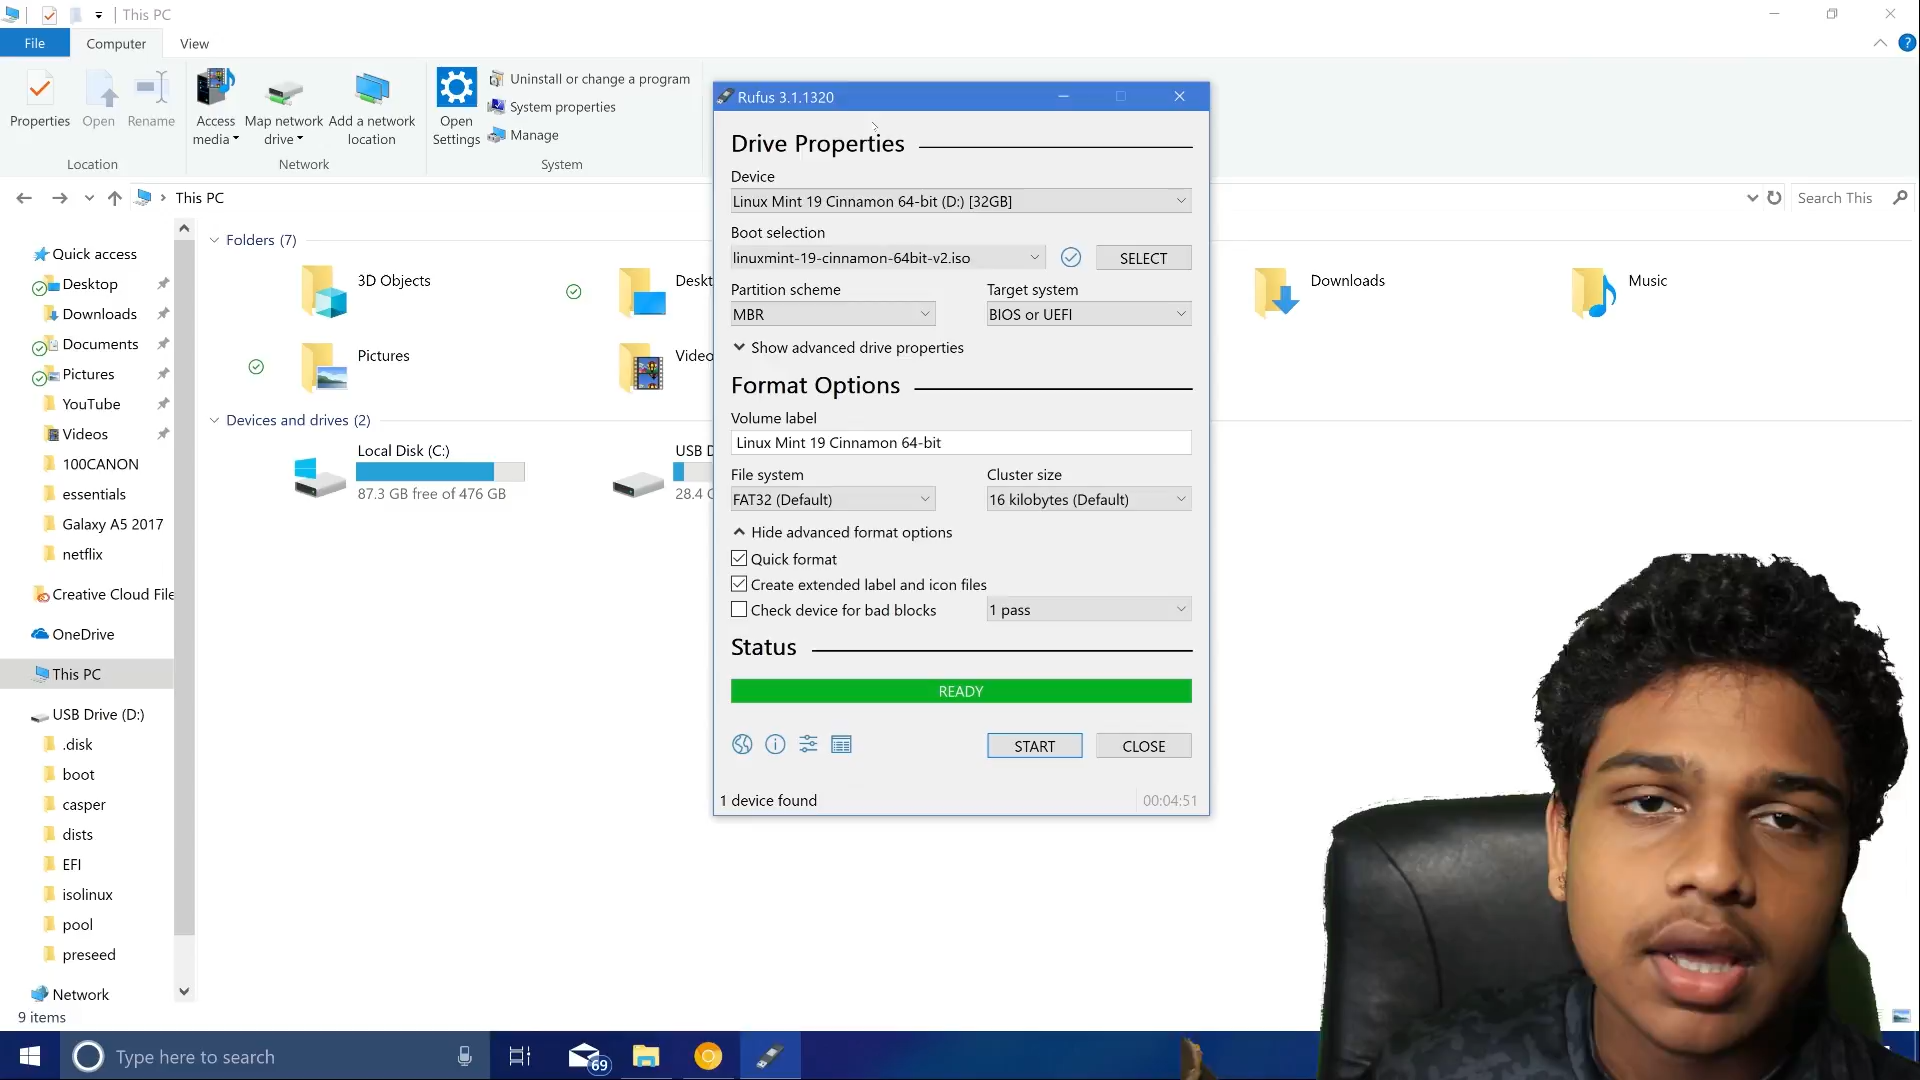 This PC
File
Computer
View
Properties
Open
Rename
Access media
Map network drive
Add a network location
Open Settings
Uninstall or change a program
System properties
Manage
Location
Network
System
This PC
Search This
Quick access
Desktop
Downloads
Documents
Pictures
YouTube
Videos
100CANON
essentials
Galaxy A5 2017
netflix
Creative Cloud File
OneDrive
This PC
USB Drive (D:)
.disk
boot
casper
dists
EFI
isolinux
pool
preseed
Network
9 items
Folders (7)
3D Objects
Deskt
Downloads
Music
Pictures
Video
Devices and drives (2)
Local Disk (C:)
87.3 GB free of 476 GB
USB D
28.4 G
Rufus 3.1.1320
Drive Properties
Device
Linux Mint 19 Cinnamon 64-bit (D:) [32GB]
Boot selection
linuxmint-19-cinnamon-64bit-v2.iso
SELECT
Partition scheme
Target system
MBR
BIOS or UEFI
Show advanced drive properties
Format Options
Volume label
Linux Mint 19 Cinnamon 64-bit
File system
Cluster size
FAT32 (Default)
16 kilobytes (Default)
Hide advanced format options
Quick format
Create extended label and icon files
Check device for bad blocks
1 pass
Status
READY
START
CLOSE
1 device found
00:04:51
Type here to search
69